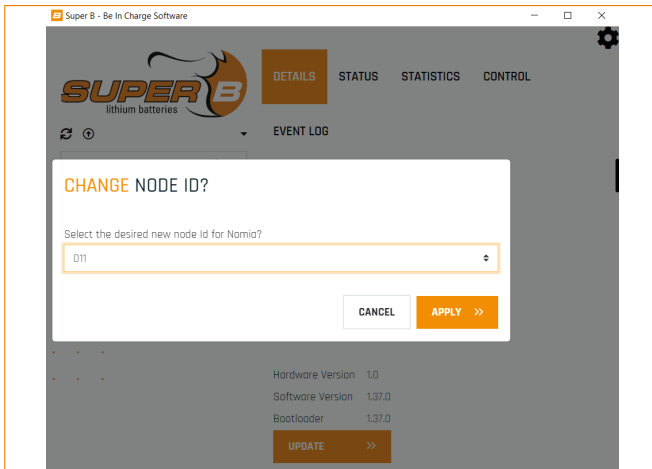 Super B - Be In Charge Software
SUPER B
lithium batteries
DETAILS STATUS STATISTICS CONTROL
EVENT LOG
CHANGE NODE ID?
Select the desired new node Id for Nomia?
011
CANCEL APPLY
Hardware Version 1.0
Software Version 1.37.0
Bootloader 1.37.0
UPDATE